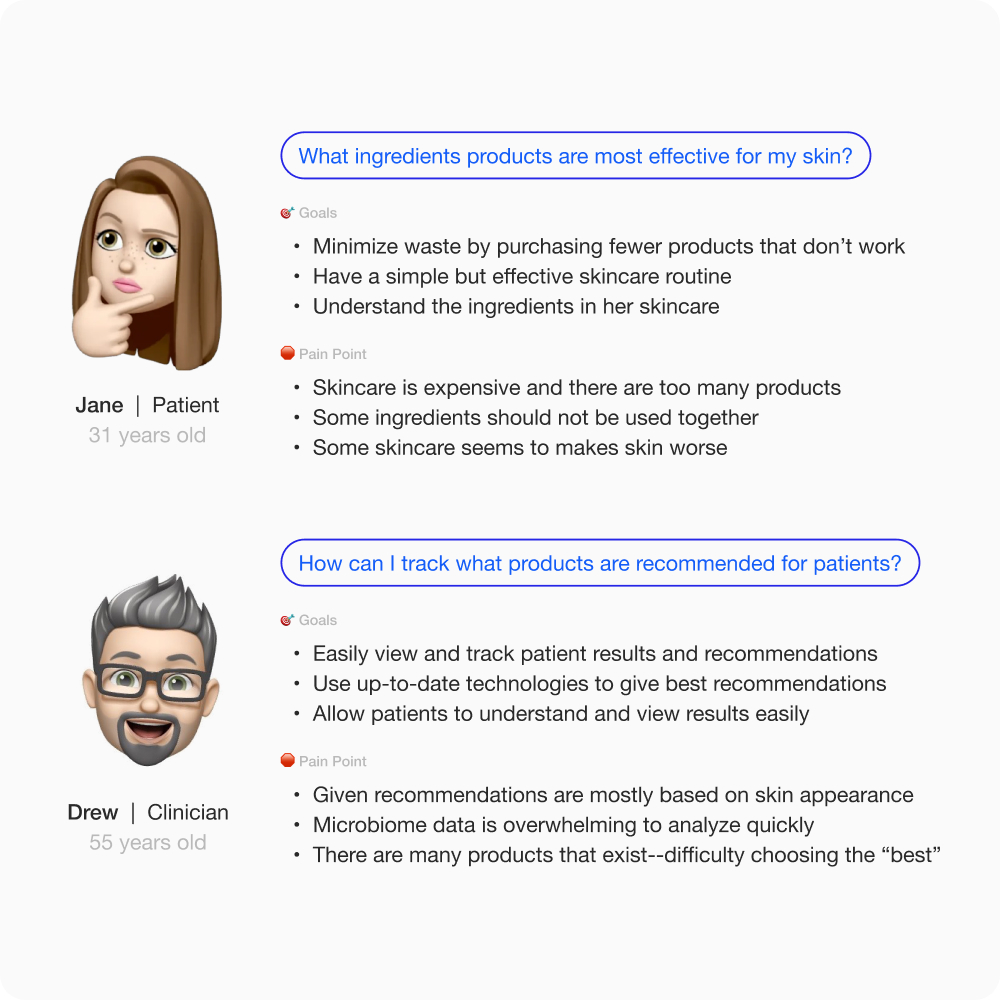 What ingredients products are most effective for my skin?
Goals
• Minimize waste by purchasing fewer products that don’t work
• Have a simple but effective skincare routine
• Understand the ingredients in her skincare
Pain Point
• Skincare is expensive and there are too many products
• Some ingredients should not be used together
• Some skincare seems to makes skin worse
Jane | Patient
31 years old
How can I track what products are recommended for patients?
Goals
• Easily view and track patient results and recommendations
• Use up-to-date technologies to give best recommendations
• Allow patients to understand and view results easily
Pain Point
• Given recommendations are mostly based on skin appearance
• Microbiome data is overwhelming to analyze quickly
• There are many products that exist--difficulty choosing the “best”
Drew | Clinician
55 years old